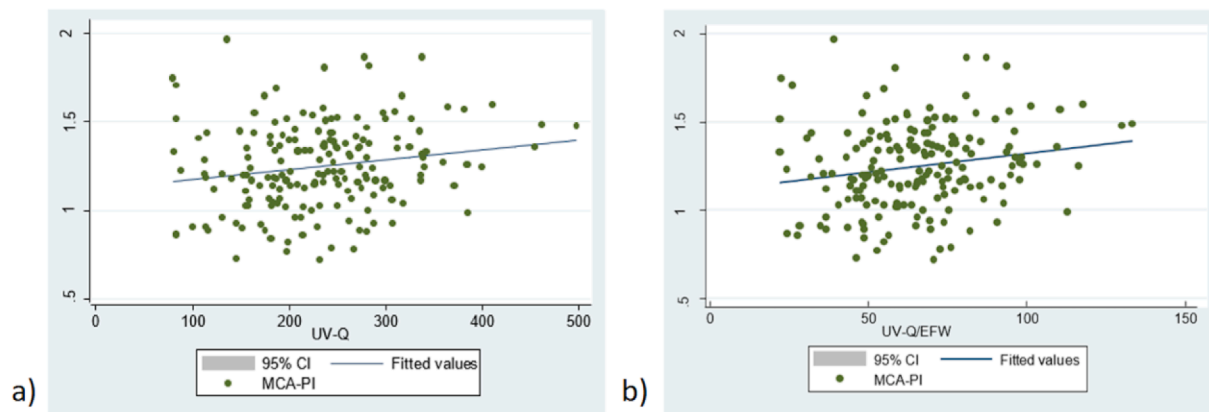 2
1.5
1
.5
0 100 200 300 400 500
UV-Q
95% CI Fitted values
MCA-PI
a)
2
1.5
1
.5
0 50 100 150
UV-Q/EFW
95% CI Fitted values
MCA-PI
b)